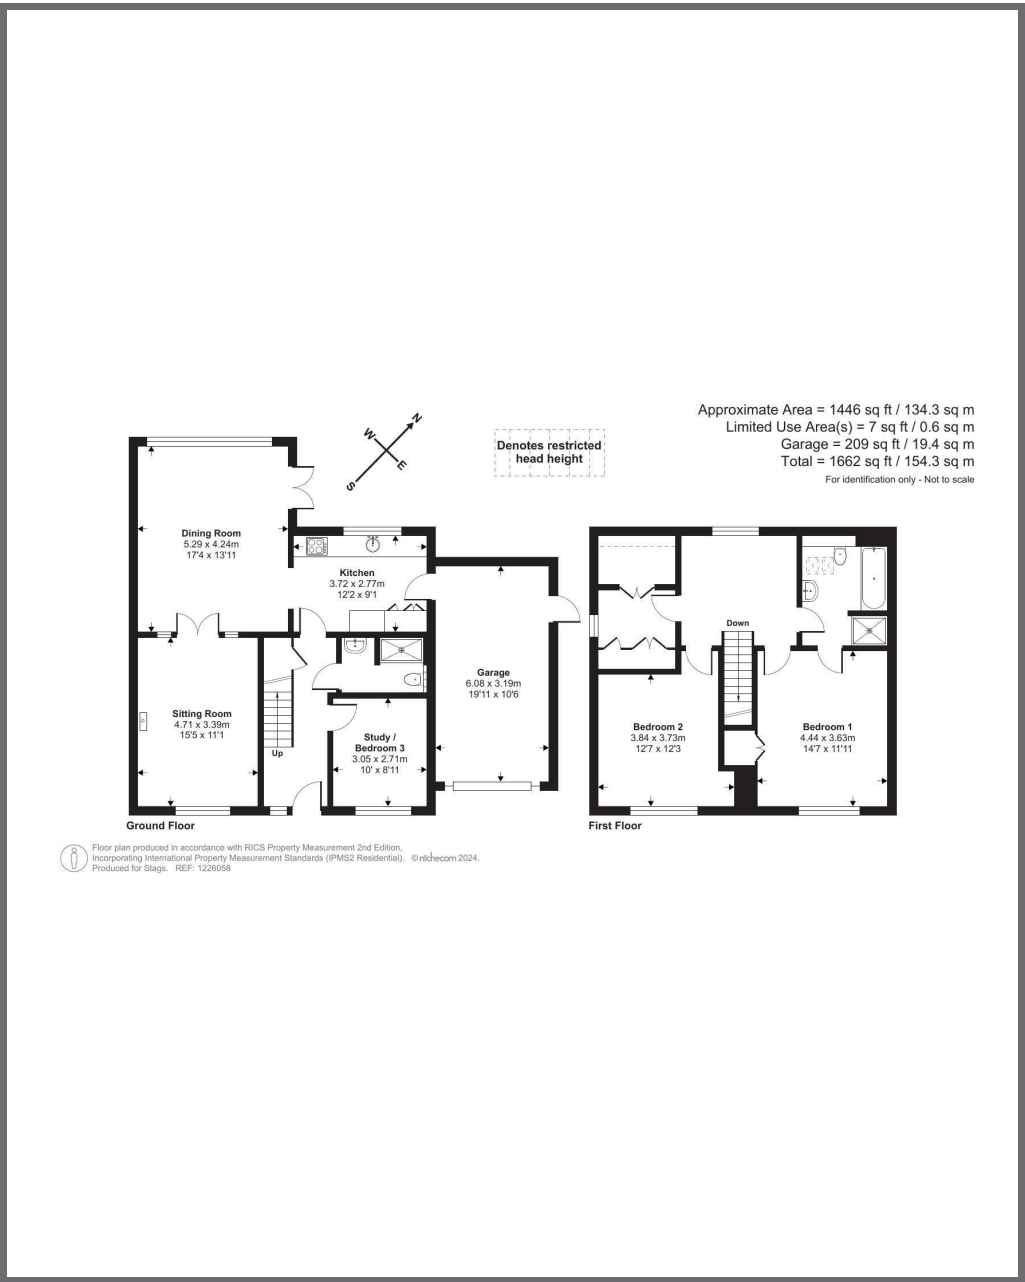 Approximate Area = 1446 sq ft / 134.3 sq m
Limited Use Area(s) = 7 sq ft / 0.6 sq m
Garage = 209 sq ft / 19.4 sq m
Total = 1662 sq ft / 154.3 sq m
For identification only - Not to scale
N
W
E
S
Denotes restricted
head height
Dining Room
5.29 x 4.24m
17'4 x 13'11
Kitchen
3.72 x 2.77m
12'2 x 9'1
Garage
6.08 x 3.19m
19'11 x 10'6
Sitting Room
4.71 x 3.39m
15'5 x 11'1
Up
Study /
Bedroom 3
3.05 x 2.71m
10' x 8'11
Ground Floor
Down
Bedroom 2
3.84 x 3.73m
12'7 x 12'3
Bedroom 1
4.44 x 3.63m
14'7 x 11'11
First Floor
Floor plan produced in accordance with RICS Property Measurement 2nd Edition,
Incorporating International Property Measurement Standards (IPMS2 Residential). © ntchecom 2024.
Produced for Stags. REF: 1226058